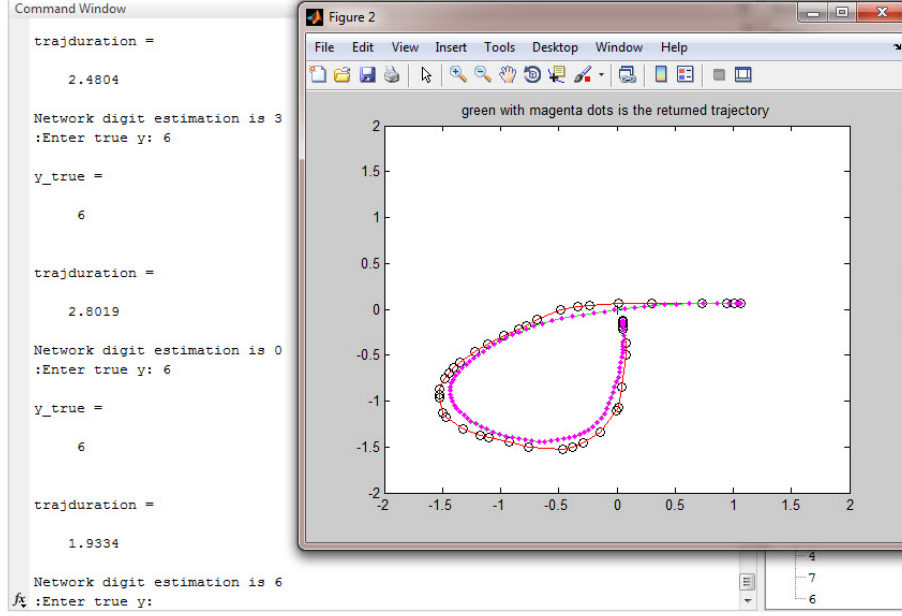 Command Window
trajduration =
2.4804
Network digit estimation is 3
:Enter true y: 6
y_true =
6
trajduration =
2.8019
Network digit estimation is 0
:Enter true y: 6
y_true =
6
trajduration =
1.9334
Network digit estimation is 6
fx :Enter true y:
Figure 2
File Edit View Insert Tools Desktop Window Help
green with magenta dots is the returned trajectory
2
1.5
1
0.5
0
-0.5
-1
-1.5
-2
-2 -1.5 -1 -0.5 0 0.5 1 1.5 2
4
7
6